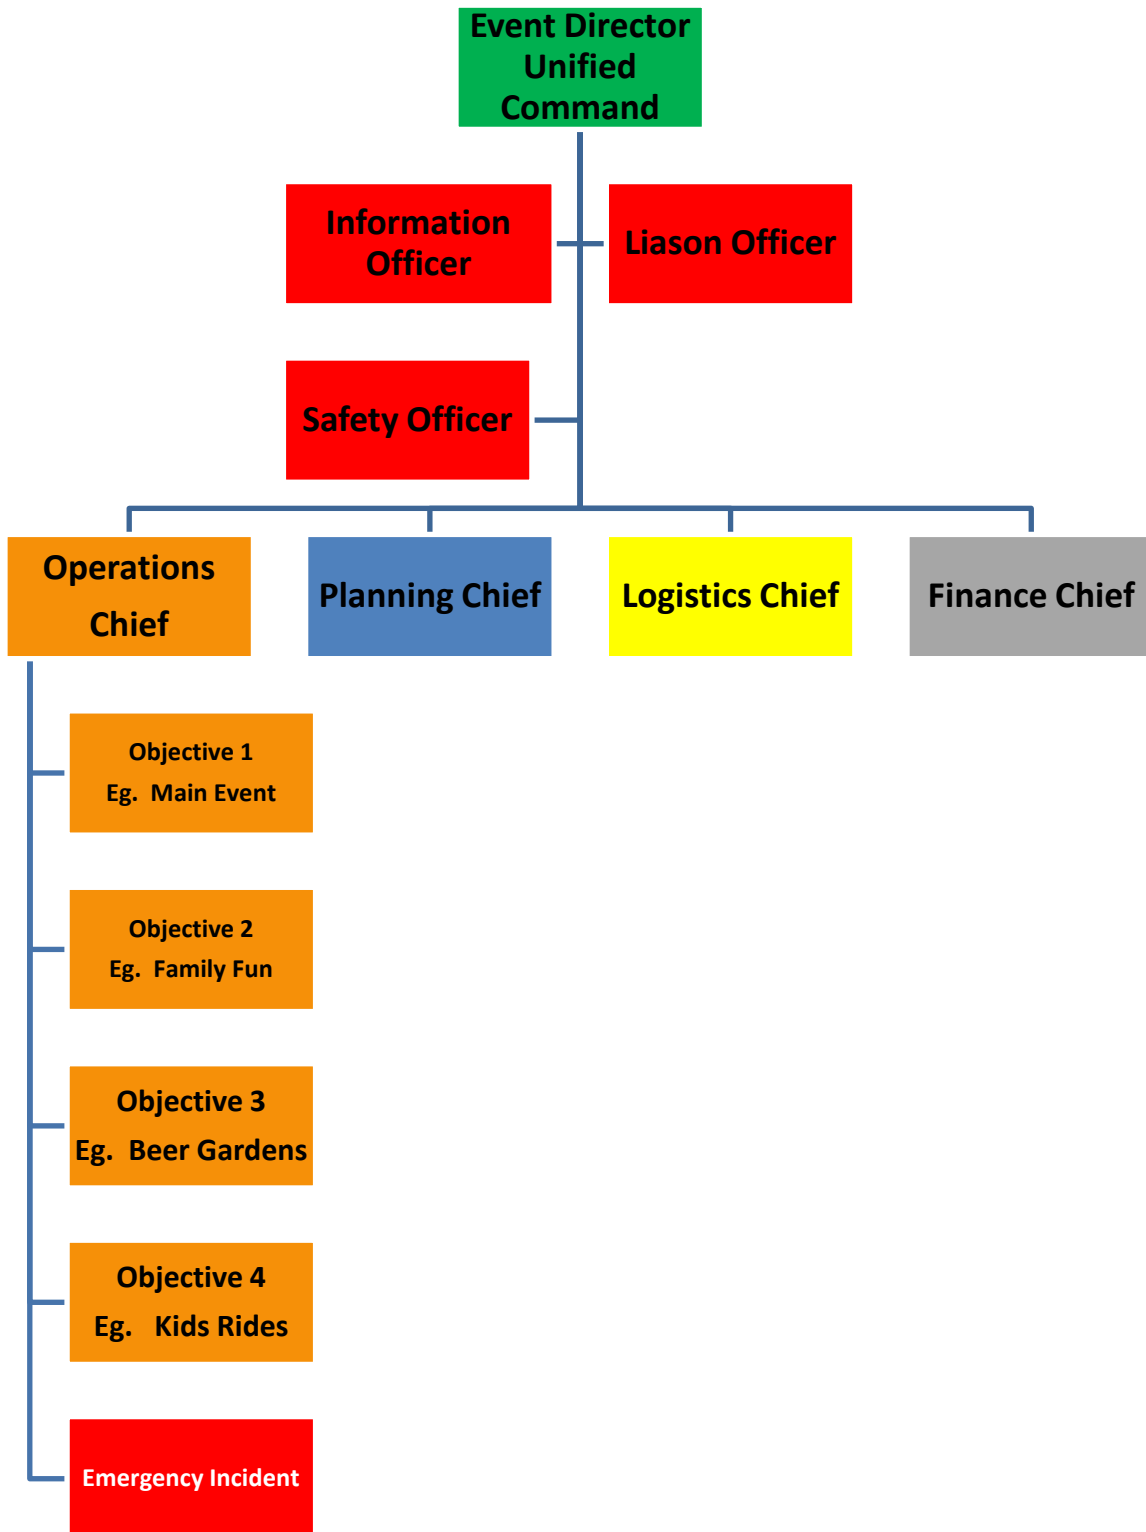 Event Director
Unified
Command
Information
Officer
Liason Officer
Safety Officer
Operations
Chief
Planning Chief
Logistics Chief
Finance Chief
Objective 1
Eg.  Main Event
Objective 2
Eg.  Family Fun
Objective 3
Eg.  Beer Gardens
Objective 4
Eg.   Kids Rides
Emergency Incident